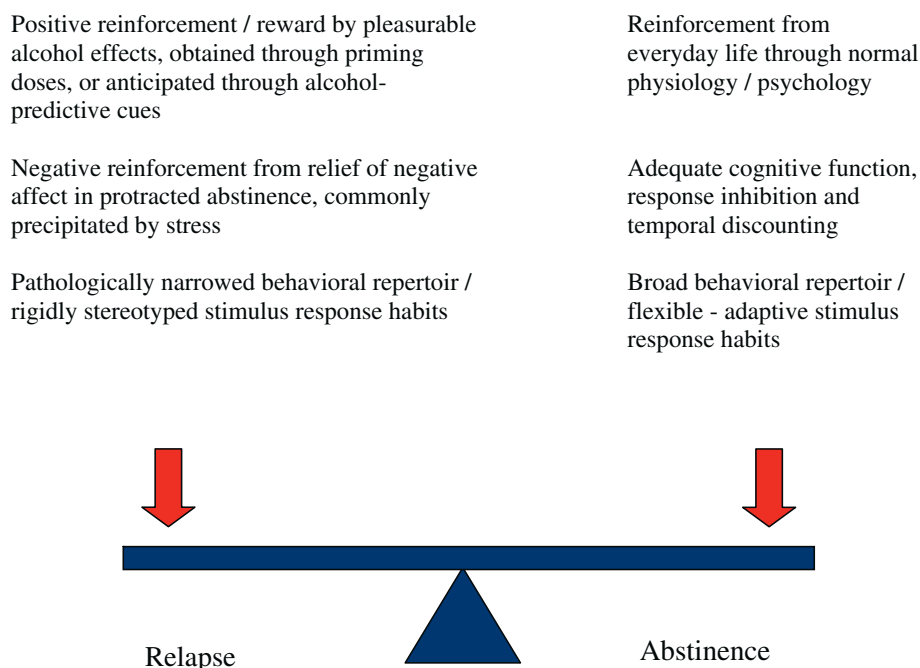 Positive reinforcement / reward by pleasurable
alcohol effects, obtained through priming
doses, or anticipated through alcohol-
predictive cues
Negative reinforcement from relief of negative
affect in protracted abstinence, commonly
precipitated by stress
Pathologically narrowed behavioral repertoir /
rigidly stereotyped stimulus response habits
Reinforcement from
everyday life through normal
physiology / psychology
Adequate cognitive function,
response inhibition and
temporal discounting
Broad behavioral repertoir /
flexible - adaptive stimulus
response habits
Relapse
Abstinence